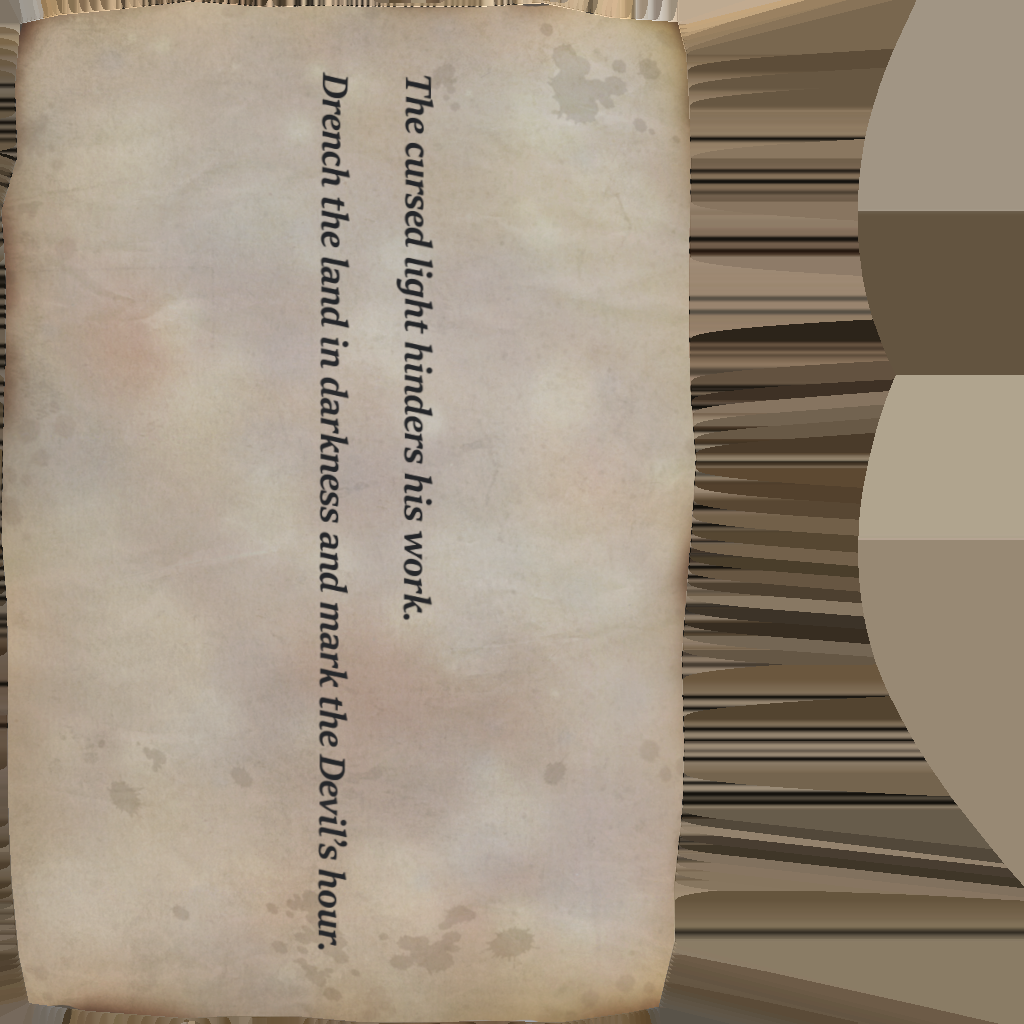 The cursed light hinders his work.
Drench the land in darkness and mark the Devil's hour.